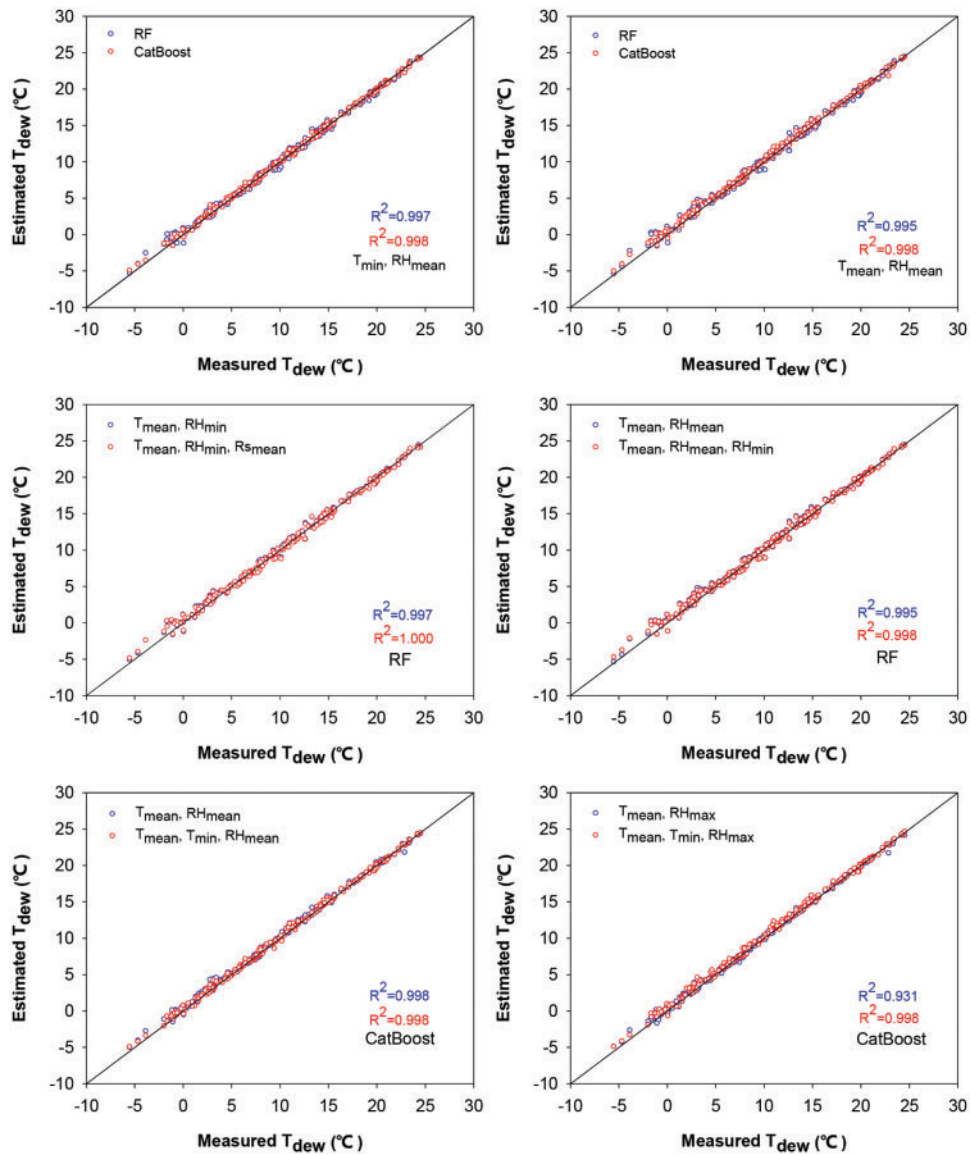 30
25
20
15
10
5
0
-5
-10
Estimated Tdew (℃)
RF
CatBoost
R2=0.997
R2=0.998
Tmin, RHmean
-10 -5 0 5 10 15 20 25 30
Measured Tdew (℃)
30
25
20
15
10
5
0
-5
-10
Estimated Tdew (℃)
RF
CatBoost
R2=0.995
R2=0.998
Tmean, RHmean
-10 -5 0 5 10 15 20 25 30
Measured Tdew (℃)
30
25
20
15
10
5
0
-5
-10
Estimated Tdew (℃)
Tmean, RHmin
Tmean, RHmin, Rsmean
R2=0.997
R2=1.000
RF
-10 -5 0 5 10 15 20 25 30
Measured Tdew (℃)
30
25
20
15
10
5
0
-5
-10
Estimated Tdew (℃)
Tmean, RHmean
Tmean, RHmean, RHmin
R2=0.995
R2=0.998
RF
-10 -5 0 5 10 15 20 25 30
Measured Tdew (℃)
30
25
20
15
10
5
0
-5
-10
Estimated Tdew (℃)
Tmean, RHmean
Tmean, Tmin, RHmean
R2=0.998
R2=0.998
CatBoost
-10 -5 0 5 10 15 20 25 30
Measured Tdew (℃)
30
25
20
15
10
5
0
-5
-10
Estimated Tdew (℃)
Tmean, RHmax
Tmean, Tmin, RHmax
R2=0.931
R2=0.998
CatBoost
-10 -5 0 5 10 15 20 25 30
Measured Tdew (℃)